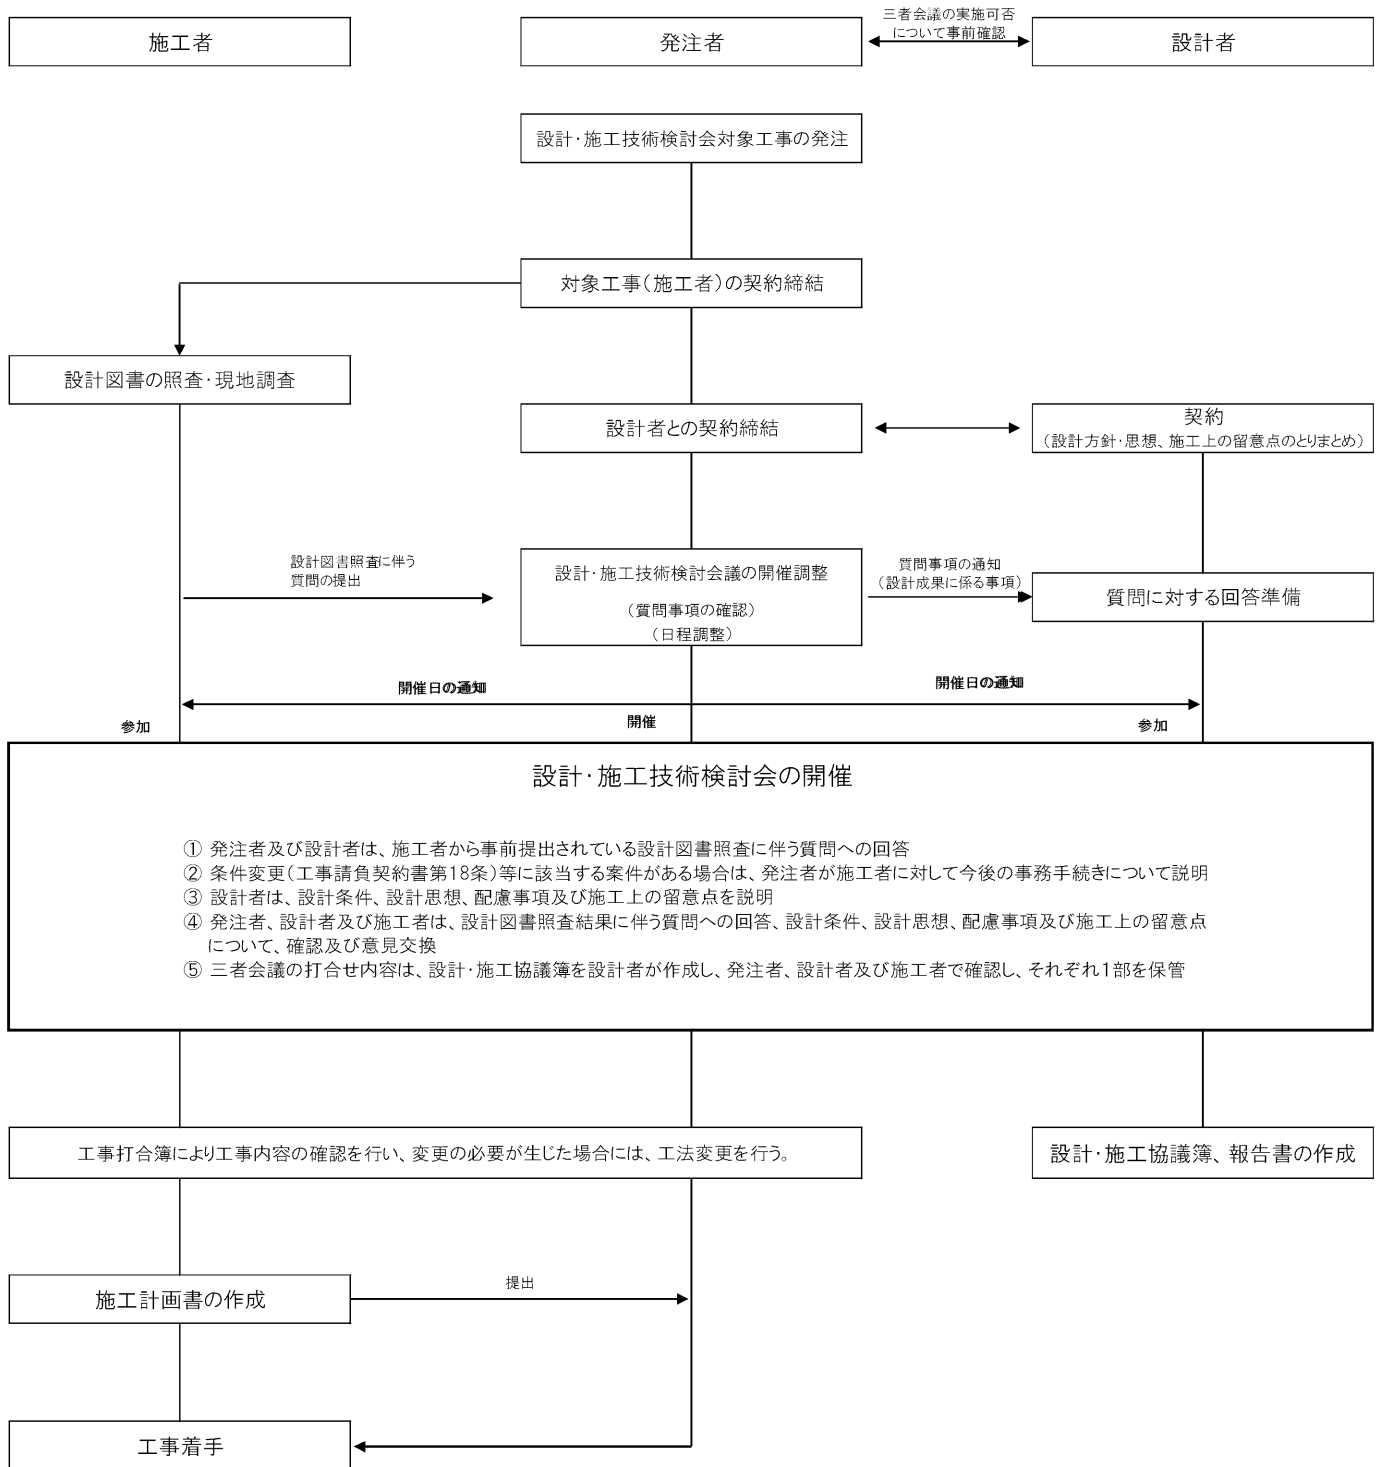 施工者
発注者
三者会議の実施可否
について事前確認
設計者
設計・施工技術検討会対象工事の発注
対象工事(施工者)の契約締結
設計図書の照査・現地調査
設計者との契約締結
契約
(設計方針・思想、施工上の留意点のとりまとめ)
設計図書照査に伴う
質問の提出
設計・施工技術検討会議の開催調整
(質問事項の確認)
(日程調整)
質問事項の通知
(設計成果に係る事項)
質問に対する回答準備
開催日の通知
開催日の通知
参加
開催
参加
設計・施工技術検討会の開催
① 発注者及び設計者は、施工者から事前提出されている設計図書照査に伴う質問への回答
② 条件変更(工事請負契約書第18条)等に該当する案件がある場合は、発注者が施工者に対して今後の事務手続きについて説明
③ 設計者は、設計条件、設計思想、配慮事項及び施工上の留意点を説明
④ 発注者、設計者及び施工者は、設計図書照査結果に伴う質問への回答、設計条件、設計思想、配慮事項及び施工上の留意点
について、確認及び意見交換
⑤ 三者会議の打合せ内容は、設計・施工協議簿を設計者が作成し、発注者、設計者及び施工者で確認し、それぞれ1部を保管
工事打合簿により工事内容の確認を行い、変更の必要が生じた場合には、工法変更を行う。
設計・施工協議簿、報告書の作成
施工計画書の作成
提出
工事着手